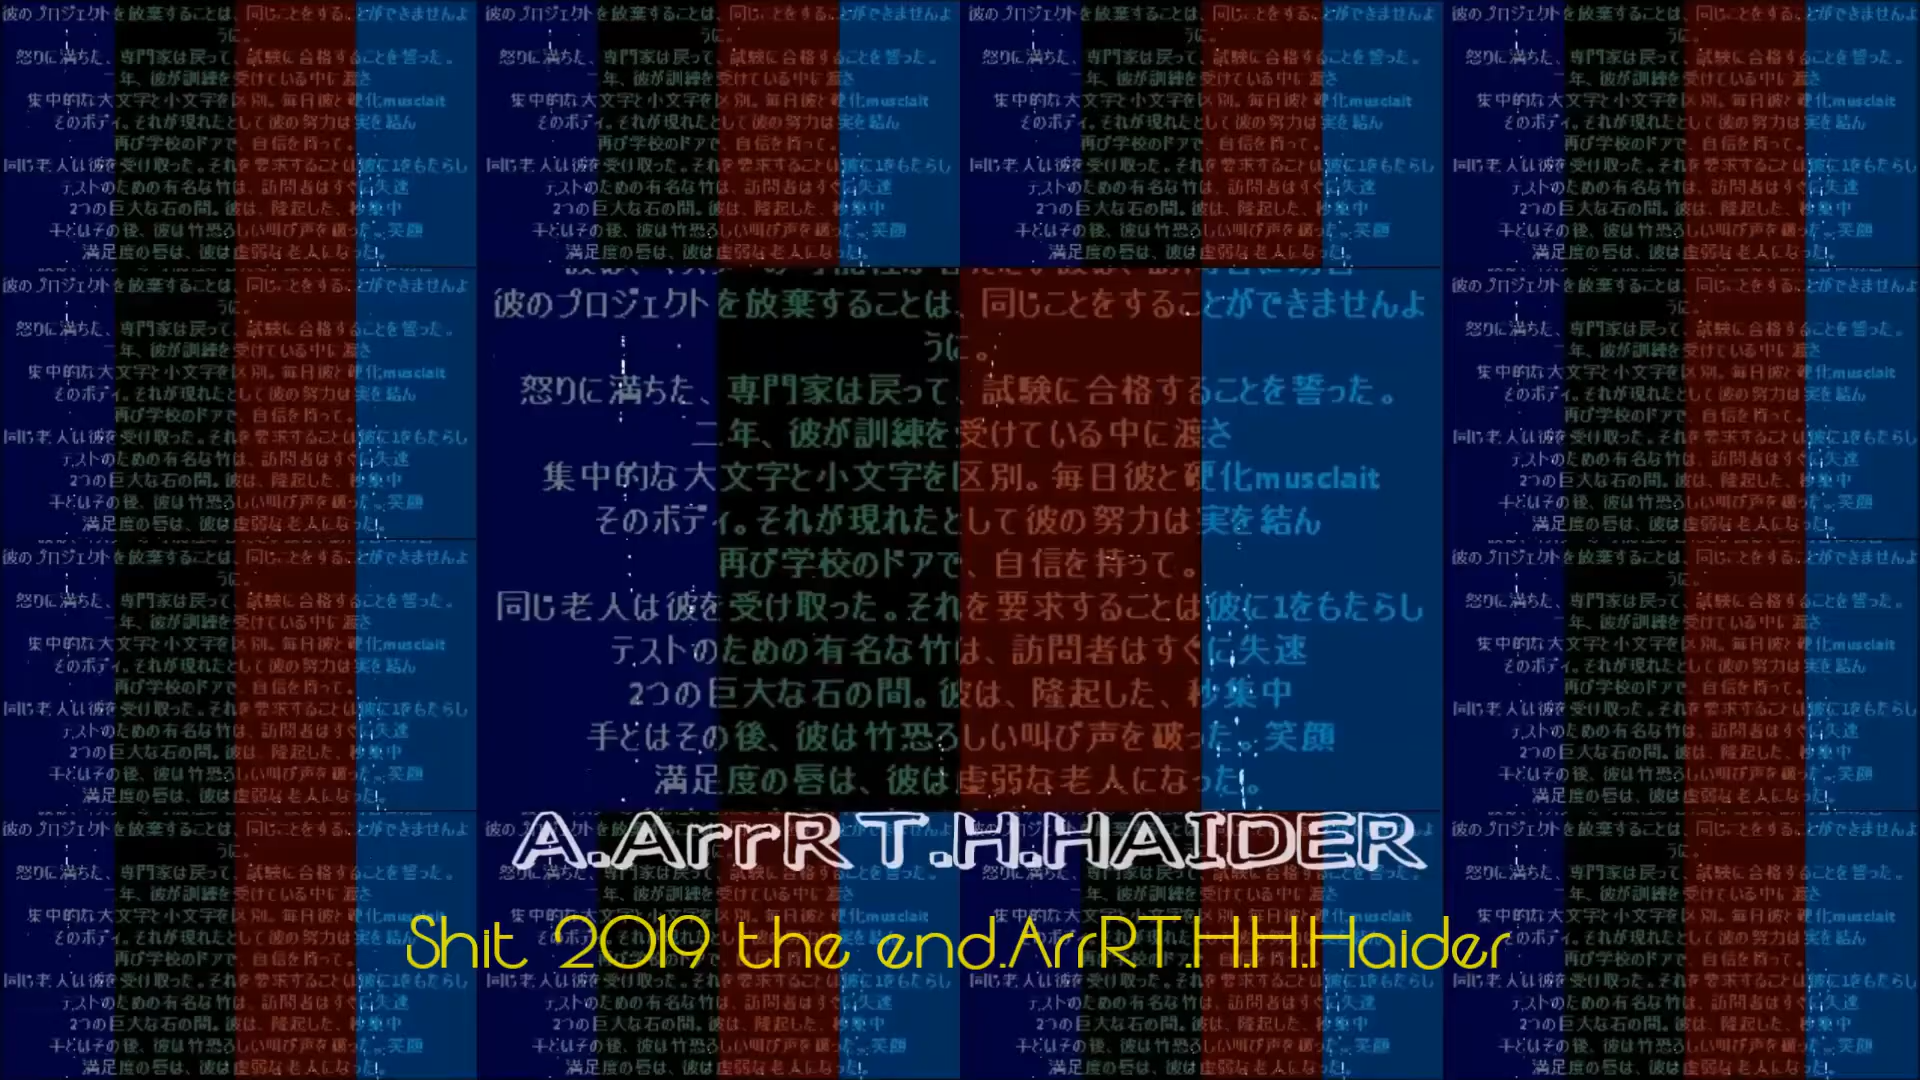 彼のプロジェクトを放棄することは、同じことをすることができませんよ
うに。
怒りに満ちた、専門家は戻って、試験に合格することを誓った。
二年、彼が訓練を受けている中に渡さ
集中的な大文字と小文字を区別。毎日彼と硬化musclait
そのボディ。それが現れたとして彼の努力は実を結ん
再び学校のドアで、自信を持って。
同じ老人は彼を受け取った。それを要求することは彼に1をもたらし
テストのための有名な竹は、訪問者はすぐに失速
2つの巨大な石の間。彼は、隆起した、秒集中
手とはその後、彼は竹恐ろしい叫び声を破った。笑顔
満足度の唇は、彼は虚弱な老人になった。
A.ArrRT.H.HAIDER
Shit 2019 the end.ArrRT.H.H.Haider